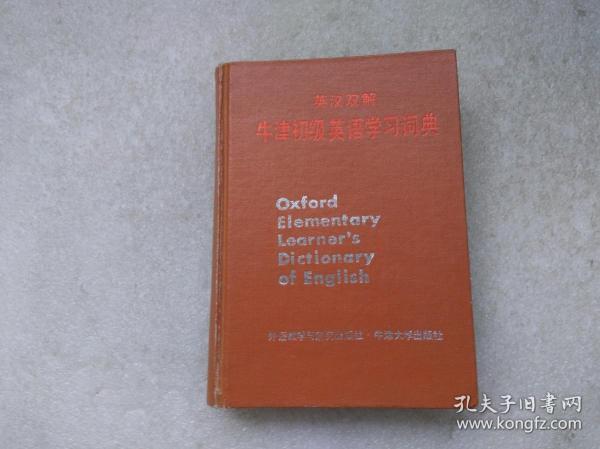 英汉双解
牛津初级英语学习词典
Oxford
Elementary
Learner's
Dictionary
of English
外语教学与研究出版社·牛津大学出版社
孔夫子旧書网
www.kongfz.com